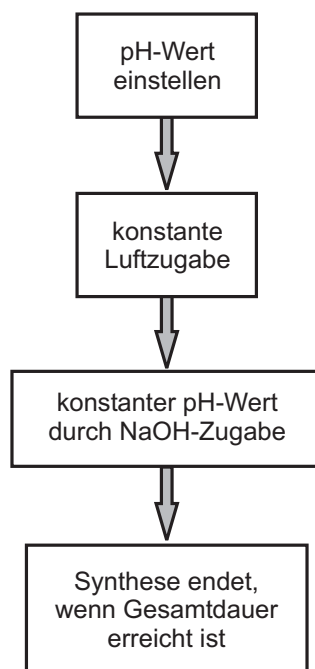 pH-Wert
einstellen
konstante
Luftzugabe
konstanter pH-Wert
durch NaOH-Zugabe
Synthese endet,
wenn Gesamtdauer
erreicht ist